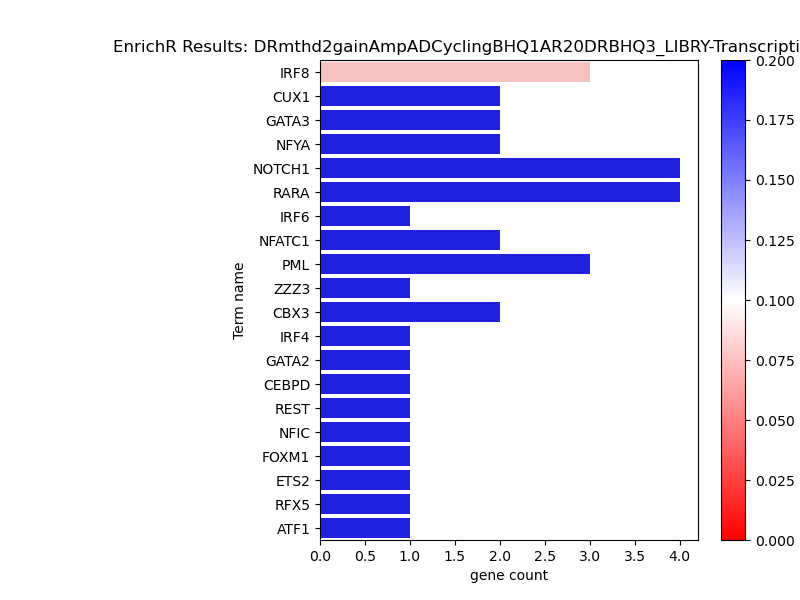 EnrichR Results: DRmthd2gainAmpADCyclingBHQ1AR20DRBHQ3_LIBRY-Transcripti
IRF8
CUX1
GATA3
NFYA
NOTCH1
RARA
IRF6
NFATC1
PML
ZZZ3
CBX3
IRF4
GATA2
CEBPD
REST
NFIC
FOXM1
ETS2
RFX5
ATF1
Term name
0.0 0.5 1.0 1.5 2.0 2.5 3.0 3.5 4.0
gene count
0.200
0.175
0.150
0.125
0.100
0.075
0.050
0.025
0.000